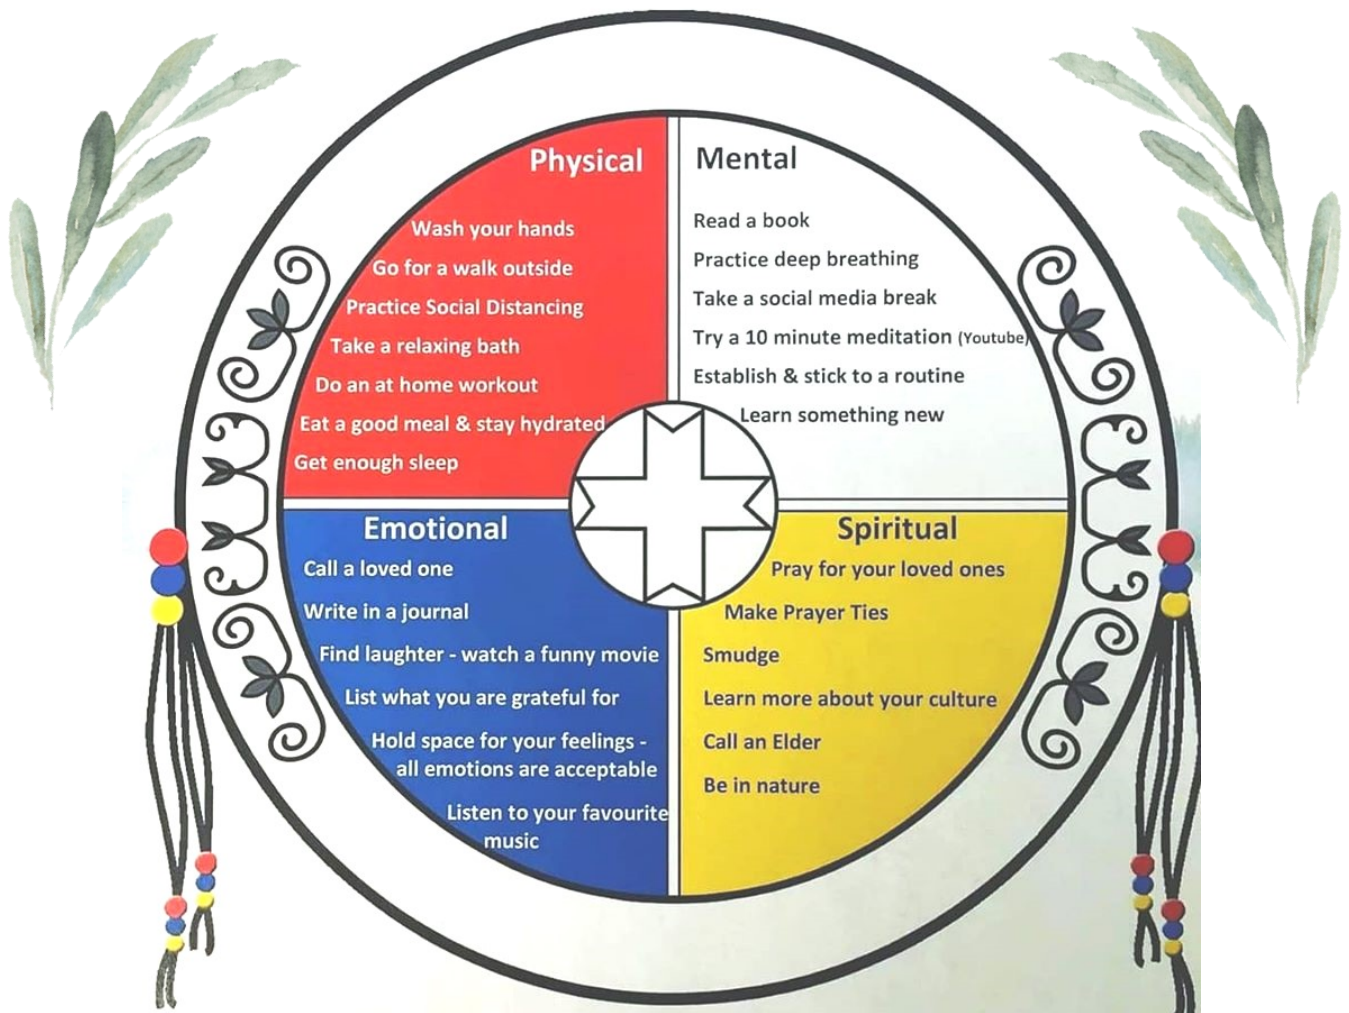 Physical
Wash your hands
Go for a walk outside
Practice Social Distancing
Take a relaxing bath
Do an at home workout
Eat a good meal & stay hydrated
Get enough sleep
Mental
Read a book
Practice deep breathing
Take a social media break
Try a 10 minute meditation (Youtube)
Establish & stick to a routine
Learn something new
Emotional
Call a loved one
Write in a journal
Find laughter - watch a funny movie
List what you are grateful for
Hold space for your feelings -
all emotions are acceptable
Listen to your favourite
music
Spiritual
Pray for your loved ones
Make Prayer Ties
Smudge
Learn more about your culture
Call an Elder
Be in nature